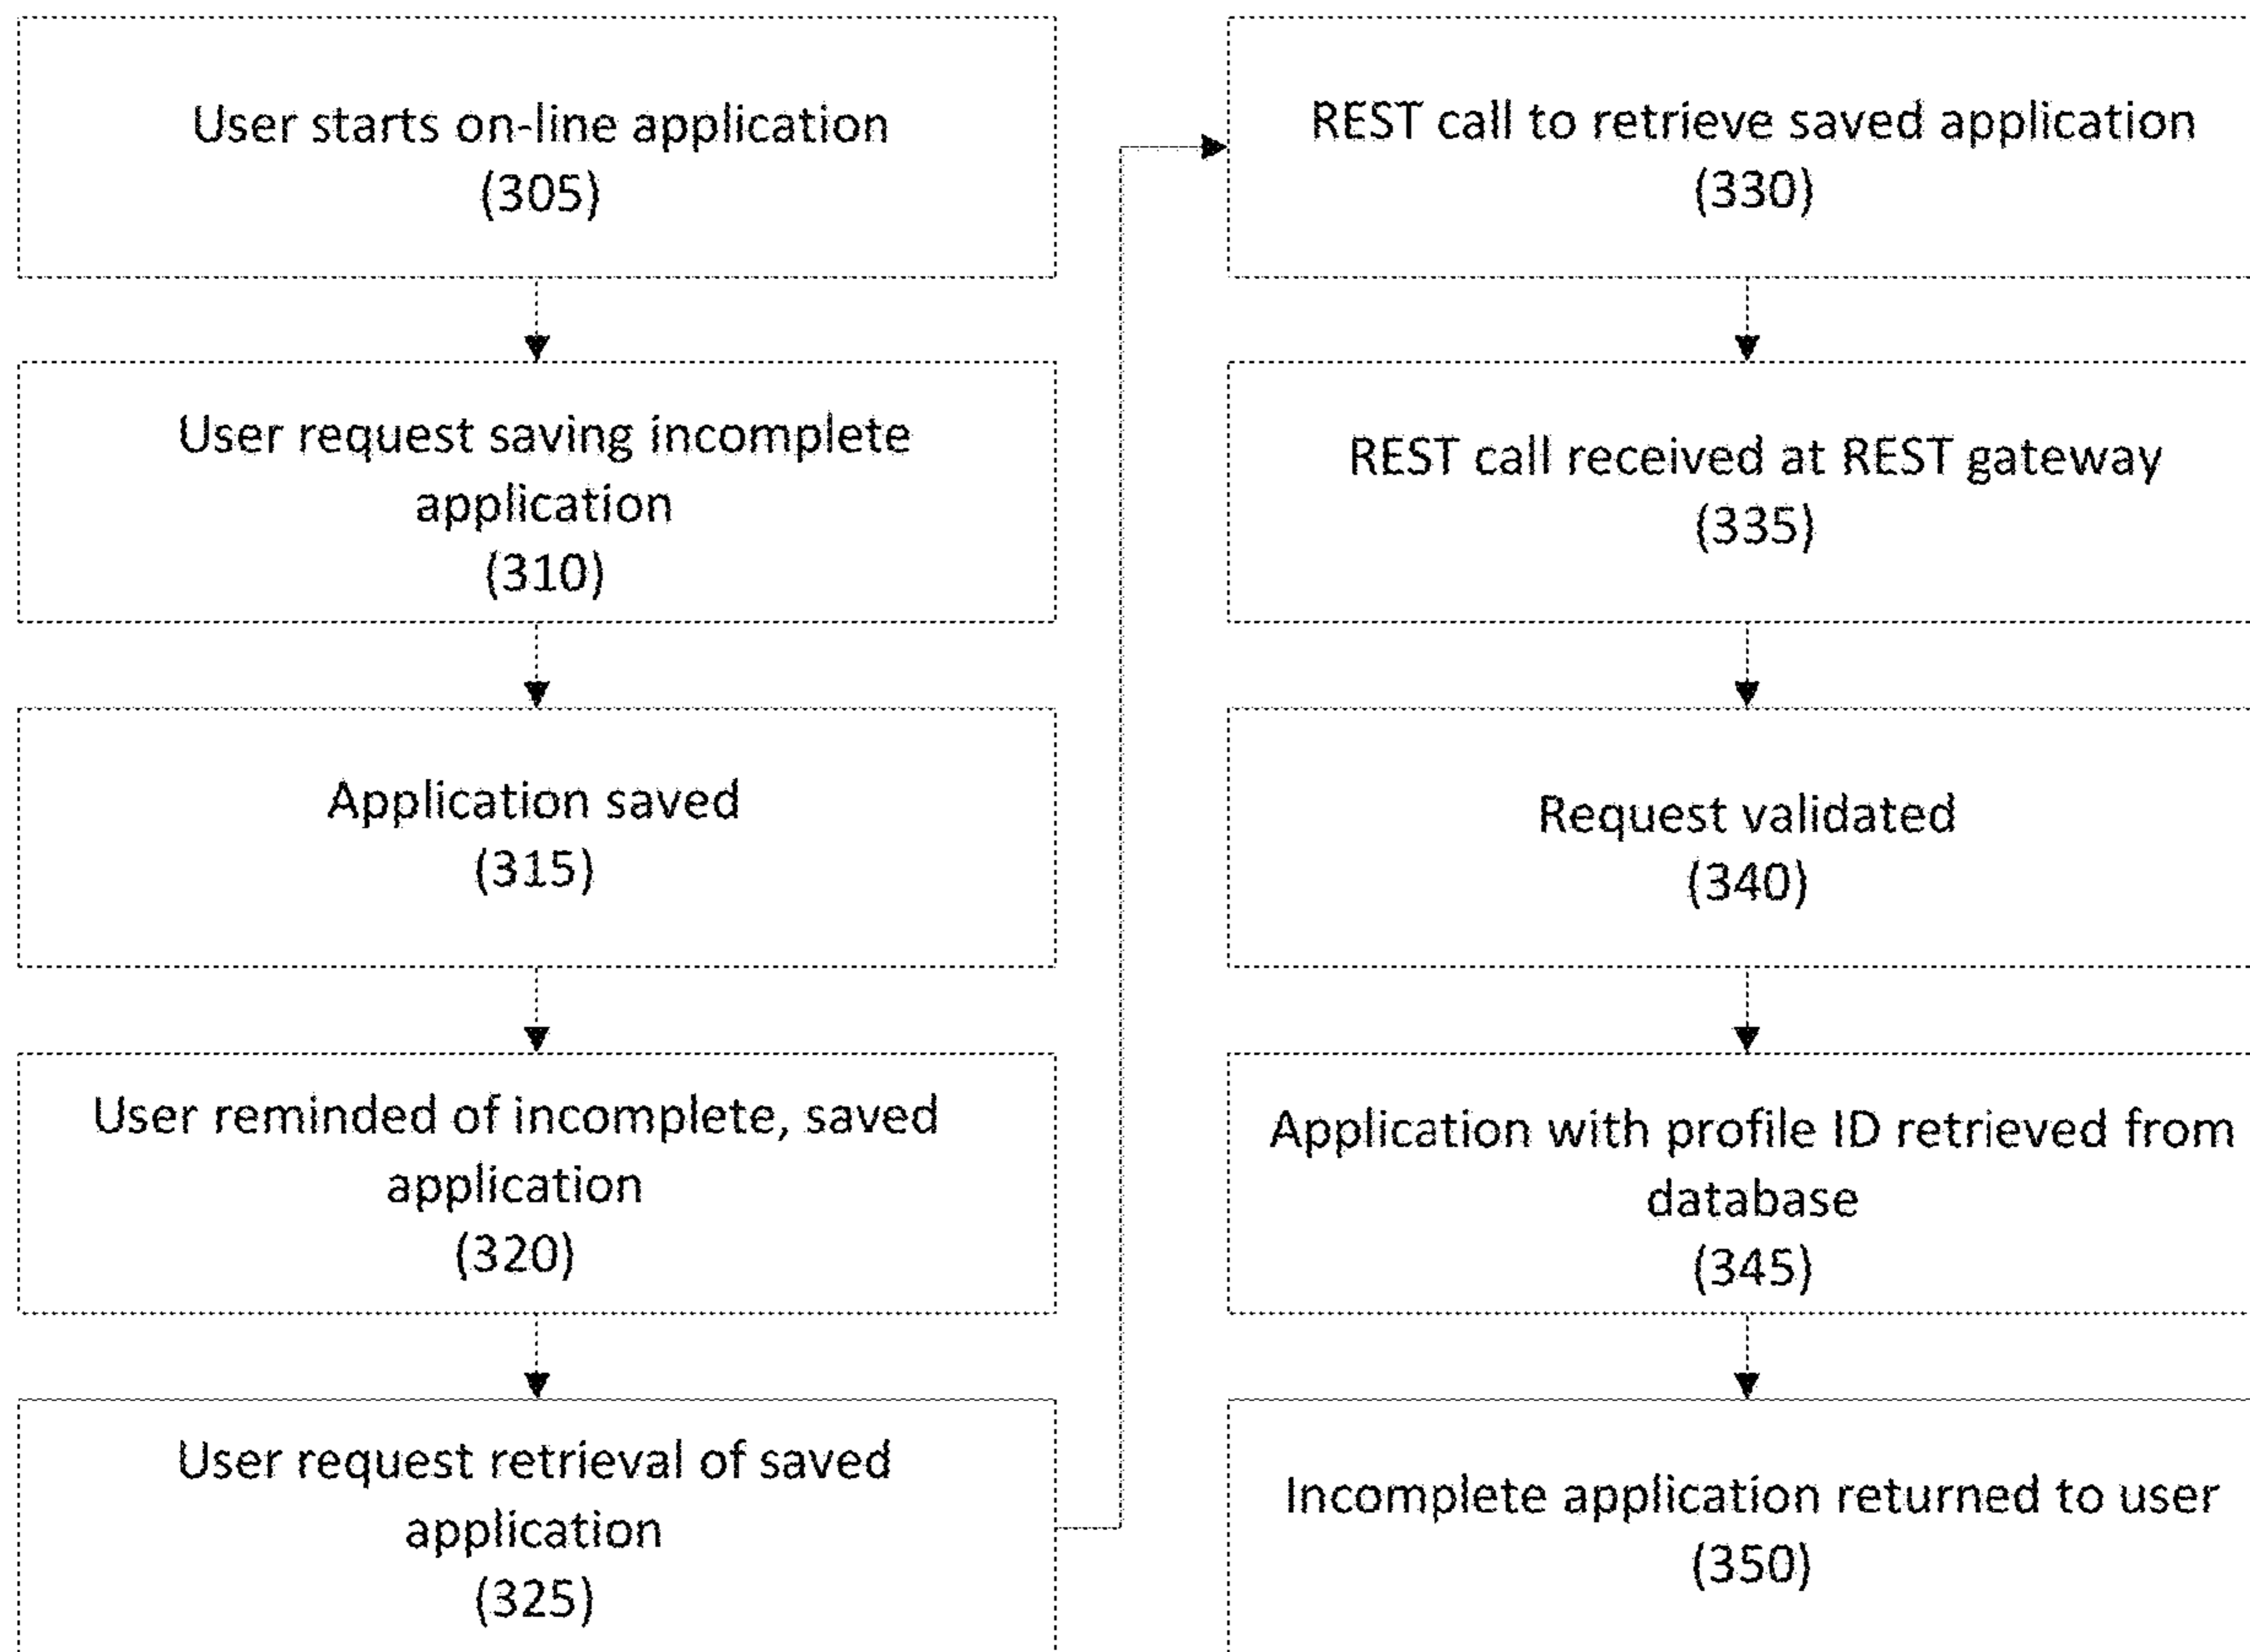 User starts on-line application
(305)
User request saving incomplete
application
(310)
Application saved
(315)
User reminded of incomplete, saved
application
(320)
User request retrieval of saved
application
(325)
REST call to retrieve saved application
(330)
REST call received at REST gateway
(335)
Request validated
(340)
Application with profile ID retrieved from
database
(345)
Incomplete application returned to user
(350)